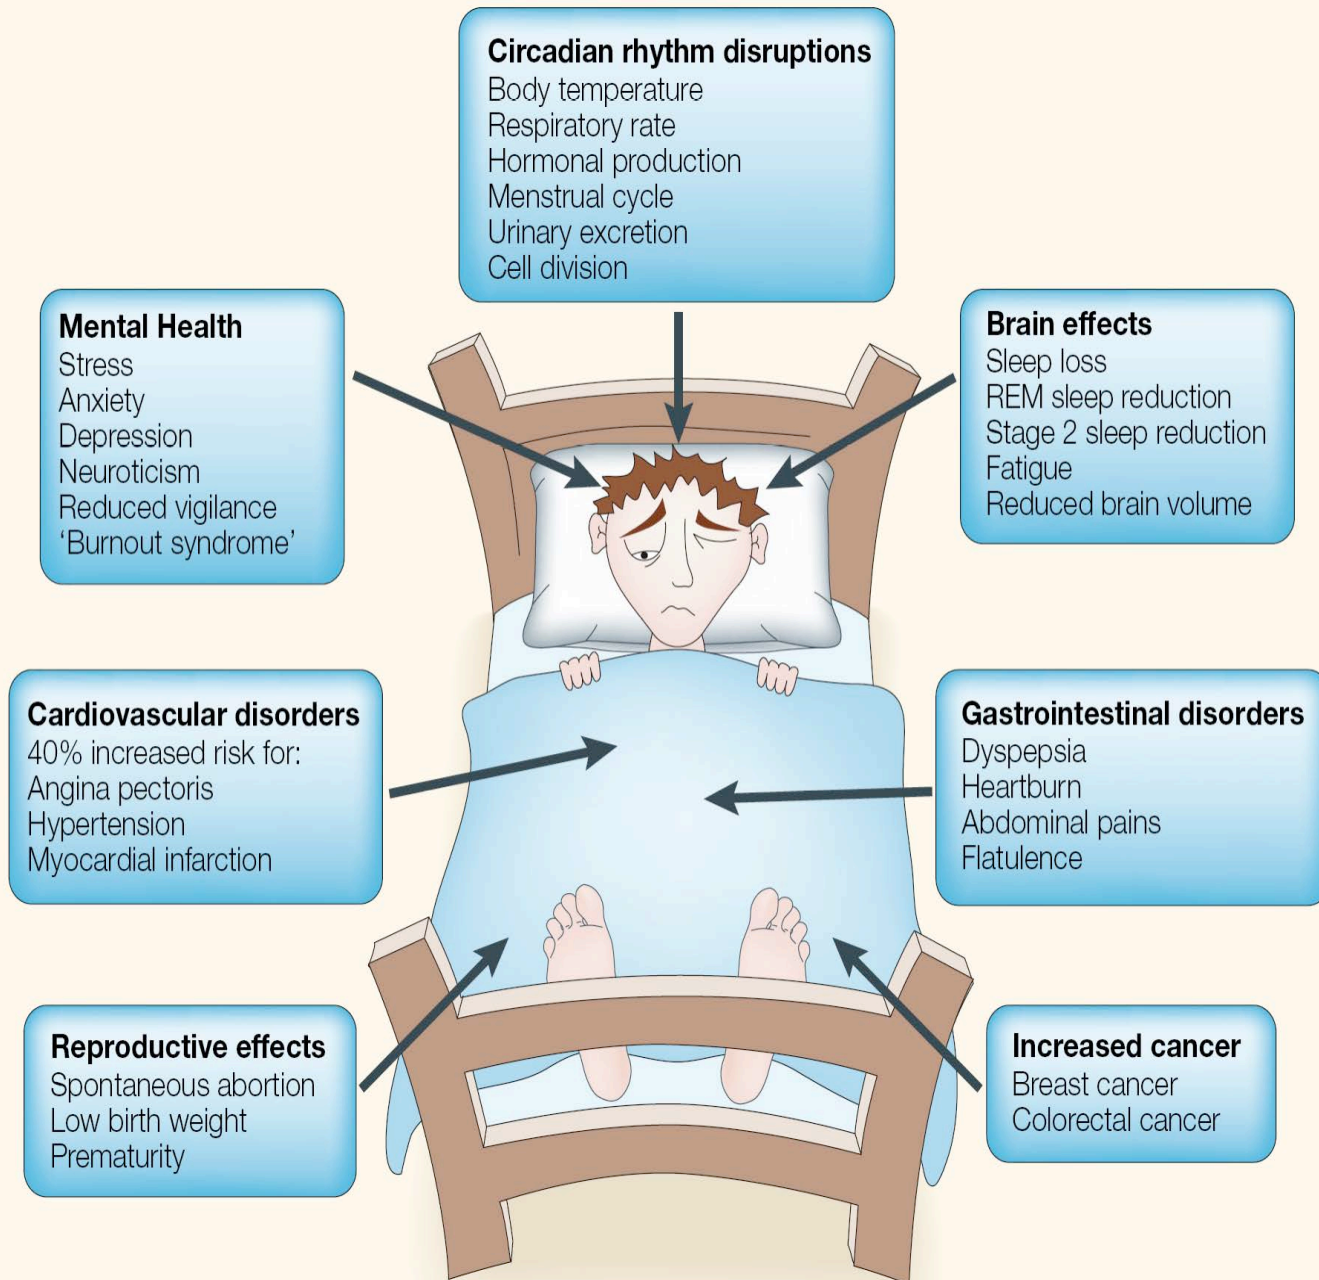 Circadian rhythm disruptions
Body temperature
Respiratory rate
Hormonal production
Menstrual cycle
Urinary excretion
Cell division
Mental Health
Stress
Anxiety
Depression
Neuroticism
Reduced vigilance
‘Burnout syndrome’
Brain effects
Sleep loss
REM sleep reduction
Stage 2 sleep reduction
Fatigue
Reduced brain volume
Cardiovascular disorders
40% increased risk for:
Angina pectoris
Hypertension
Myocardial infarction
Gastrointestinal disorders
Dyspepsia
Heartburn
Abdominal pains
Flatulence
Reproductive effects
Spontaneous abortion
Low birth weight
Prematurity
Increased cancer
Breast cancer
Colorectal cancer